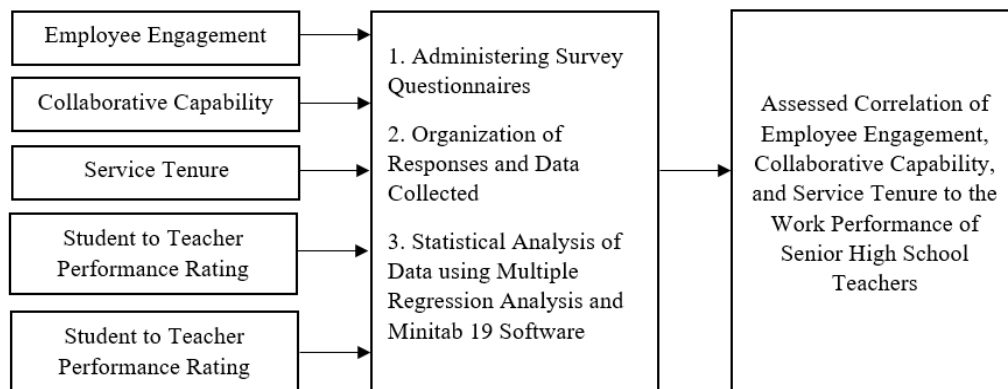 Employee Engagement
Collaborative Capability
Service Tenure
Student to Teacher
Performance Rating
Student to Teacher
Performance Rating
1. Administering Survey
Questionnaires
2. Organization of
Responses and Data
Collected
3. Statistical Analysis of
Data using Multiple
Regression Analysis and
Minitab 19 Software
Assessed Correlation of
Employee Engagement,
Collaborative Capability,
and Service Tenure to the
Work Performance of
Senior High School
Teachers